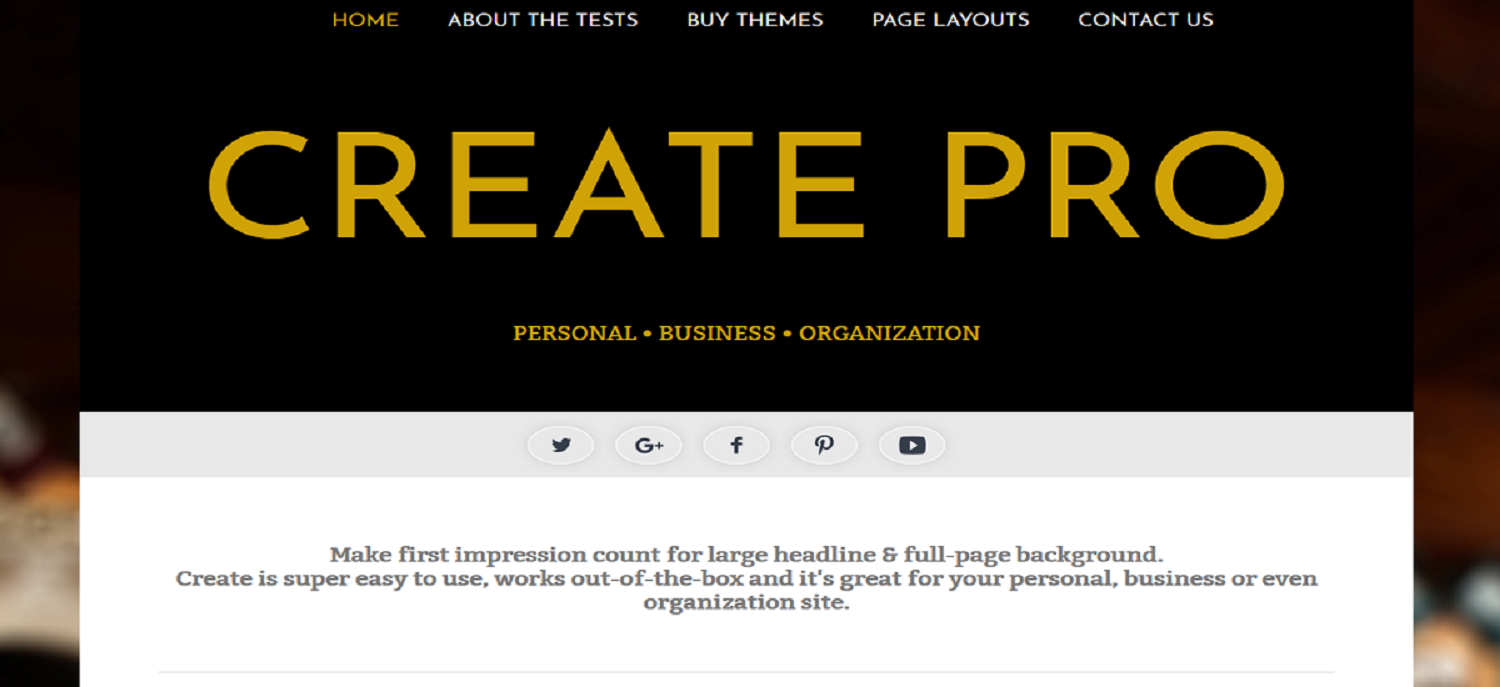 HOME ABOUT THE TESTS BUY THEMES PAGE LAYOUTS CONTACT US
CREATE PRO
PERSONAL • BUSINESS • ORGANIZATION
G+ f
Make first impression count for large headline & full-page background.
Create is super easy to use, works out-of-the-box and it's great for your personal, business or even
organization site.